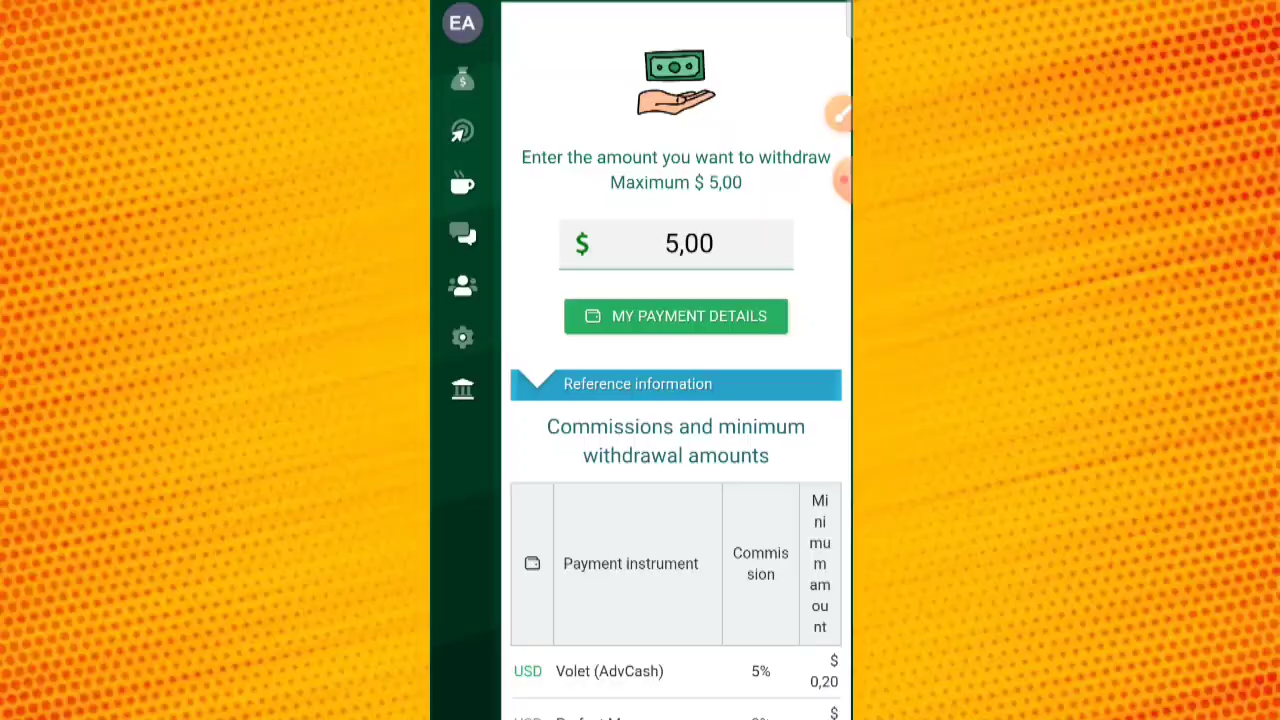 EA
Enter the amount you want to withdraw
Maximum $ 5,00
$ 5,00
MY PAYMENT DETAILS
Reference information
Commissions and minimum
withdrawal amounts
Payment instrument
Commis
sion
Mi
ni
mu
m
am
ou
nt
USD Volet (AdvCash) 5% $
0,20
$